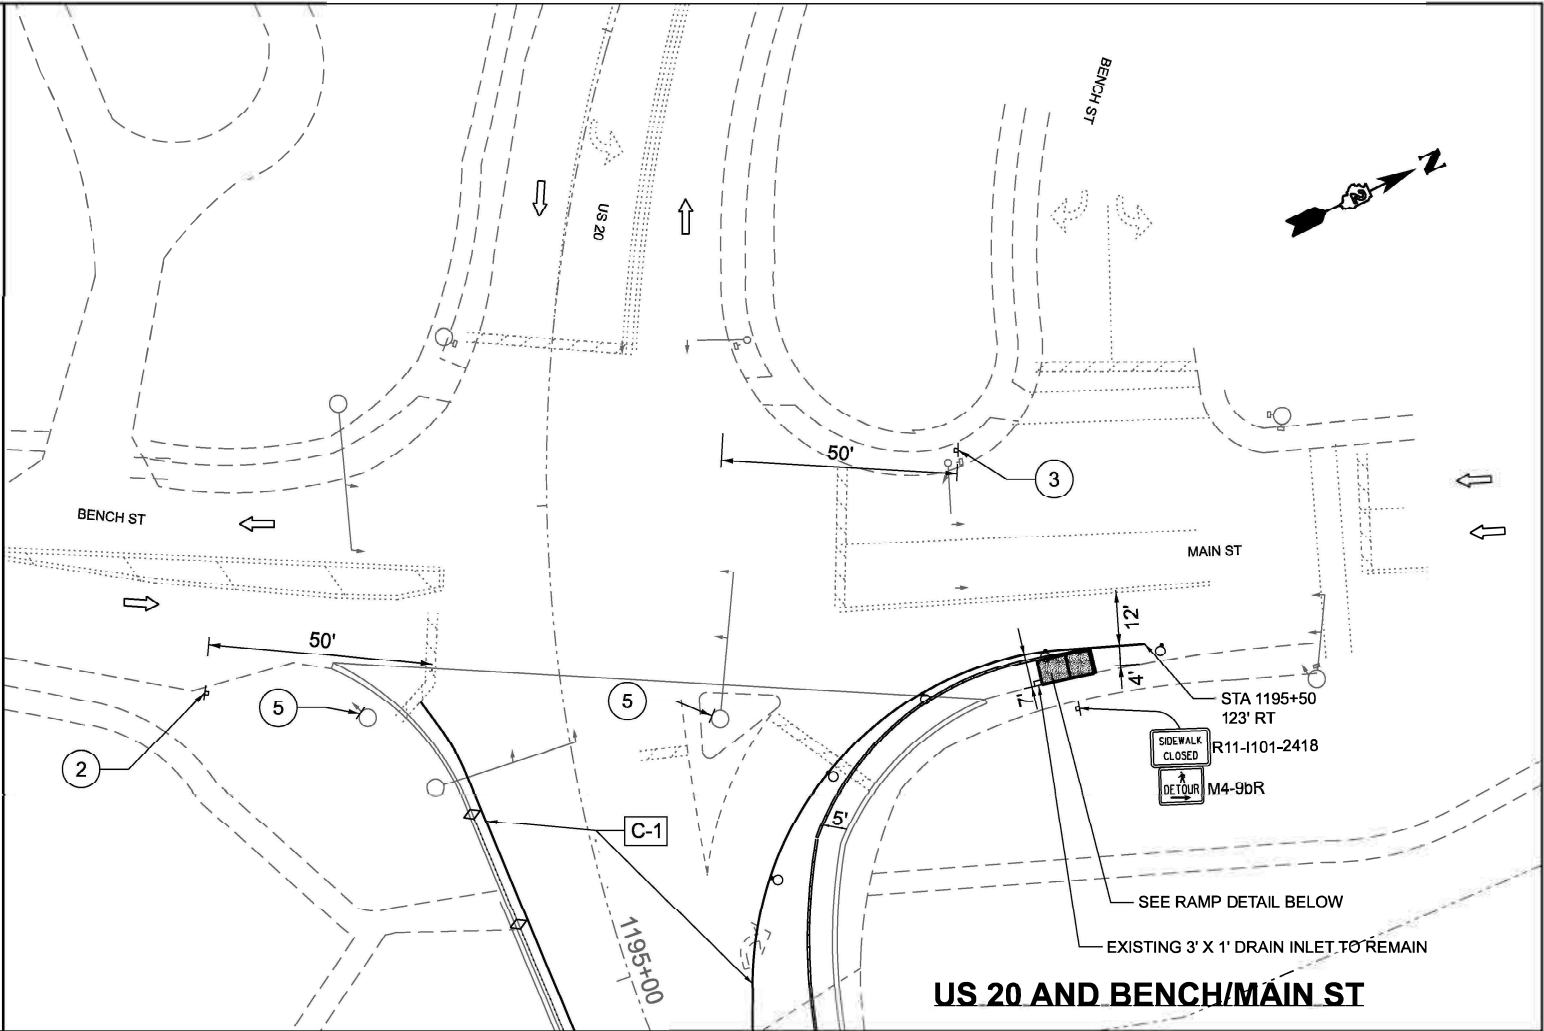 BENCH ST
N
US 20
50'
3
BENCH ST
MAIN ST
12'
50'
4'
5
5
1'
STA 1195+50
123' RT
2
SIDEWALK
CLOSED
R11-I101-2418
DETOUR
M4-9bR
C-1
5'
SEE RAMP DETAIL BELOW
EXISTING 3' X 1' DRAIN INLET TO REMAIN
1195+00
US 20 AND BENCH/MAIN ST